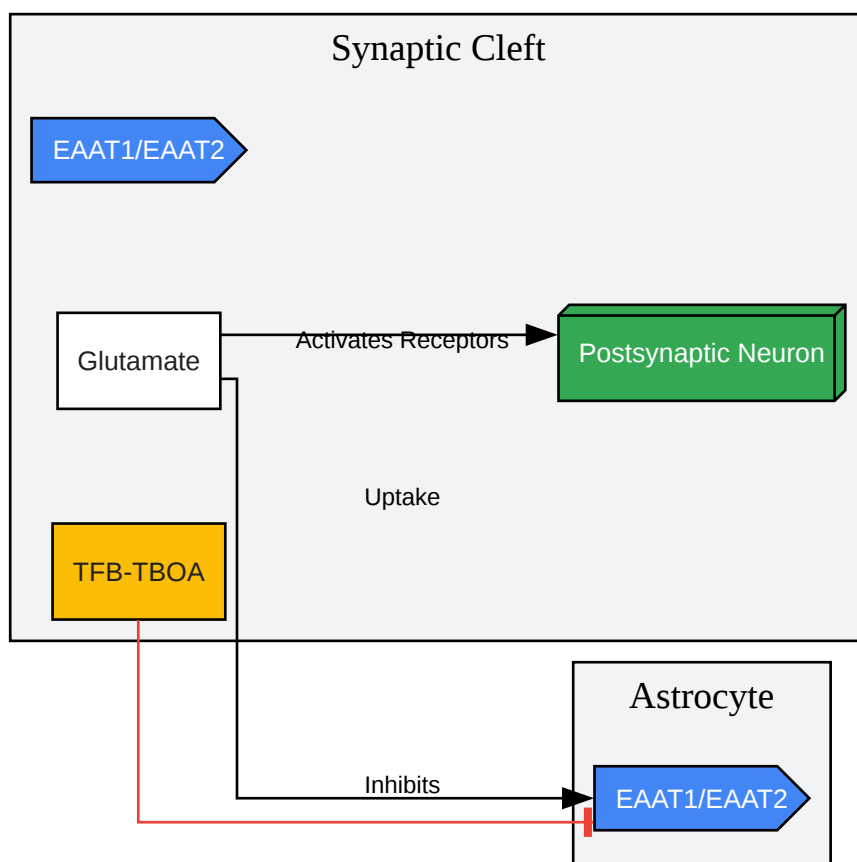 Synaptic Cleft
EAAT1/EAAT2
Activates Receptors
Glutamate
Postsynaptic Neuron
Uptake
TFB-TBOA
Astrocyte
Inhibits
EAAT1/EAAT2